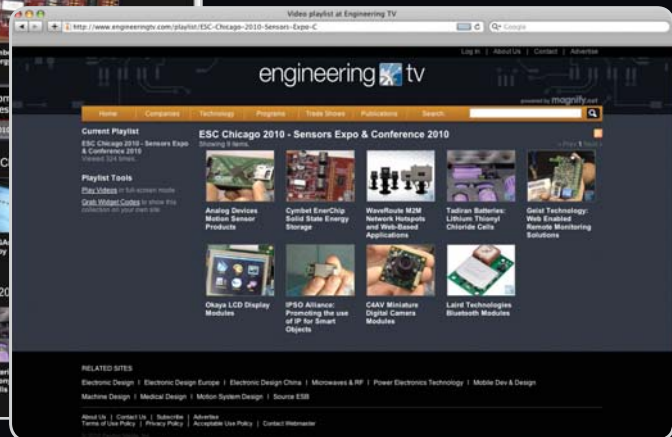 Video playlist at Engineering TV
http://www.engineeringtv.com/playlist/ESC-Chicago-2010-Sensors-Expo-C
Google
Log In | About Us | Contact | Advertise
engineering tv
powered by magnify.net
Home Companies Technology Programs Trade Shows Publications Search:
Current Playlist
ESC Chicago 2010 - Sensors Expo
& Conference 2010
Viewed 324 times.
Playlist Tools
Play Videos in full-screen mode
Grab Widget Codes to show this
collection on your own site.
ESC Chicago 2010 - Sensors Expo & Conference 2010
Showing 9 items.
« Prev 1 Next »
Analog Devices
Motion Sensor
Products
Cymbet EnerChip
Solid State Energy
Storage
WaveRoute M2M
Network Hotspots
and Web-Based
Applications
Tadiran Batteries:
Lithium Thionyl
Chloride Cells
Geist Technology:
Web Enabled
Remote Monitoring
Solutions
Okaya LCD Display
Modules
IPSO Alliance:
Promoting the use
of IP for Smart
Objects
C4AV Miniature
Digital Camera
Modules
Laird Technologies
Bluetooth Modules
RELATED SITES
Electronic Design | Electronic Design Europe | Electronic Design China | Microwaves & RF | Power Electronics Technology | Mobile Dev & Design
Machine Design | Medical Design | Motion System Design | Source ESB
About Us | Contact Us | Subscribe | Advertise
Terms of Use Policy | Privacy Policy | Acceptable Use Policy | Contact Webmaster